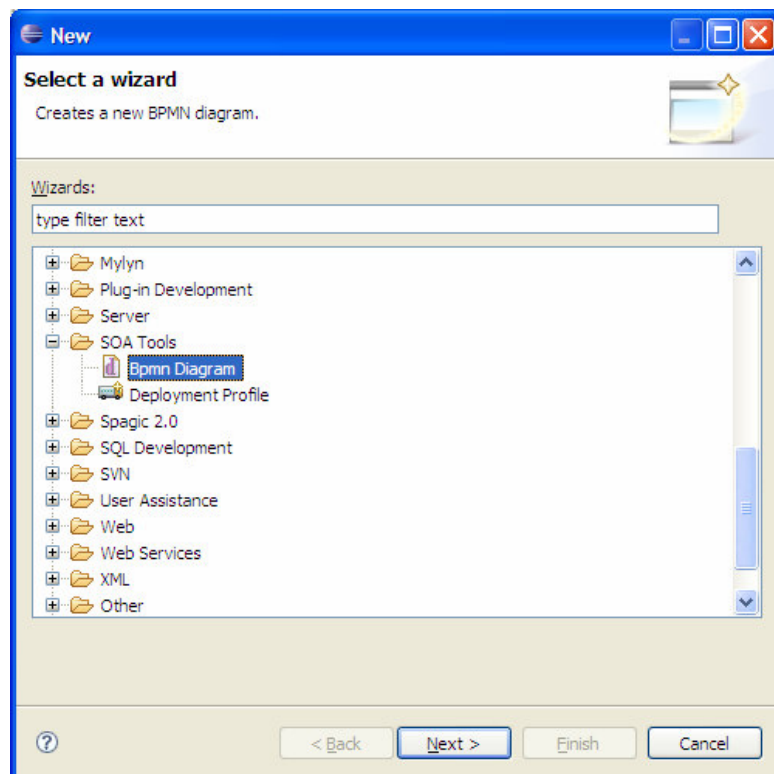 New
Select a wizard
Creates a new BPMN diagram.
Wizards:
type filter text
Mylyn
Plug-in Development
Server
SOA Tools
Bpmn Diagram
Deployment Profile
Spagic 2.0
SQL Development
SVN
User Assistance
Web
Web Services
XML
Other
< Back Next > Finish Cancel